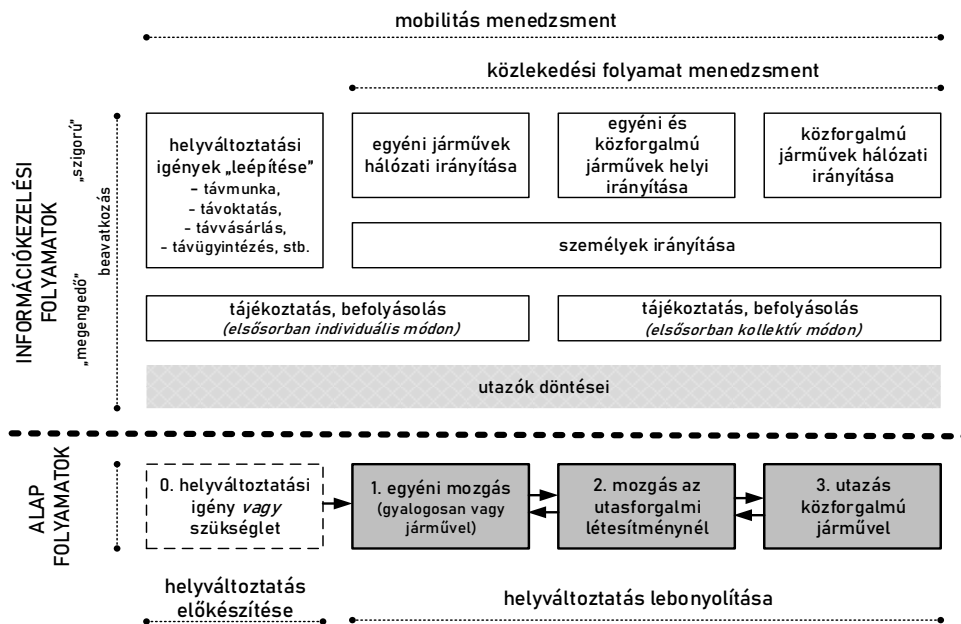 mobilitás menedzsment
közlekedési folyamat menedzsment
INFORMÁCIÓKEZELÉSI
FOLYAMATOK
„megengedő”
„szigorú”
beavatkozás
helyváltoztatási
igények „leépítése”
– távmunka,
- távoktatás,
- távvásárlás,
- távügyintézés, stb.
egyéni járművek
hálózati irányítása
egyéni és
közforgalmú
járművek helyi
irányítása
közforgalmú
járművek hálózati
irányítása
személyek irányítása
tájékoztatás, befolyásolás
(elsősorban individuális módon)
tájékoztatás, befolyásolás
(elsősorban kollektív módon)
utazók döntései
ALAP
FOLYAMATOK
0. helyváltoztatási
igény vagy
szükséglet
1. egyéni mozgás
(gyalogosan vagy
járművel)
2. mozgás az
utasforgalmi
létesítménynél
3. utazás
közforgalmú
járművel
helyváltoztatás
előkészítése
helyváltoztatás lebonyolítása